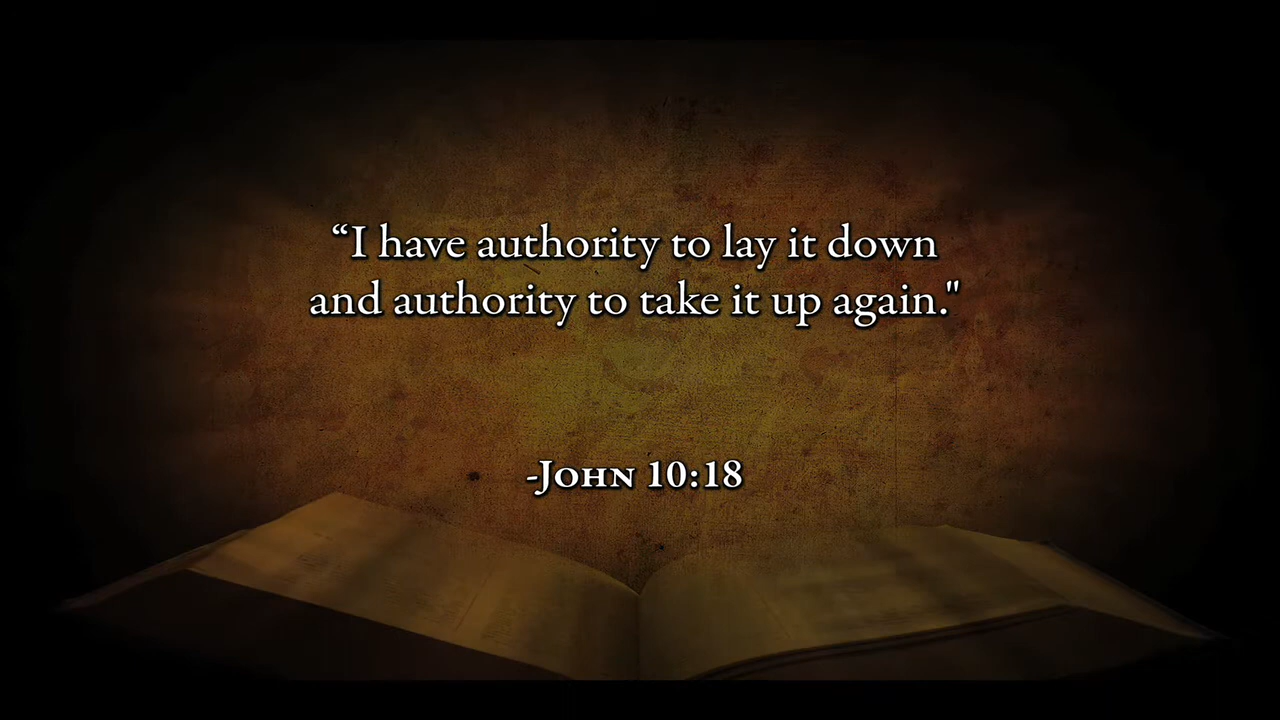 “I have authority to lay it down
and authority to take it up again."
-John 10:18